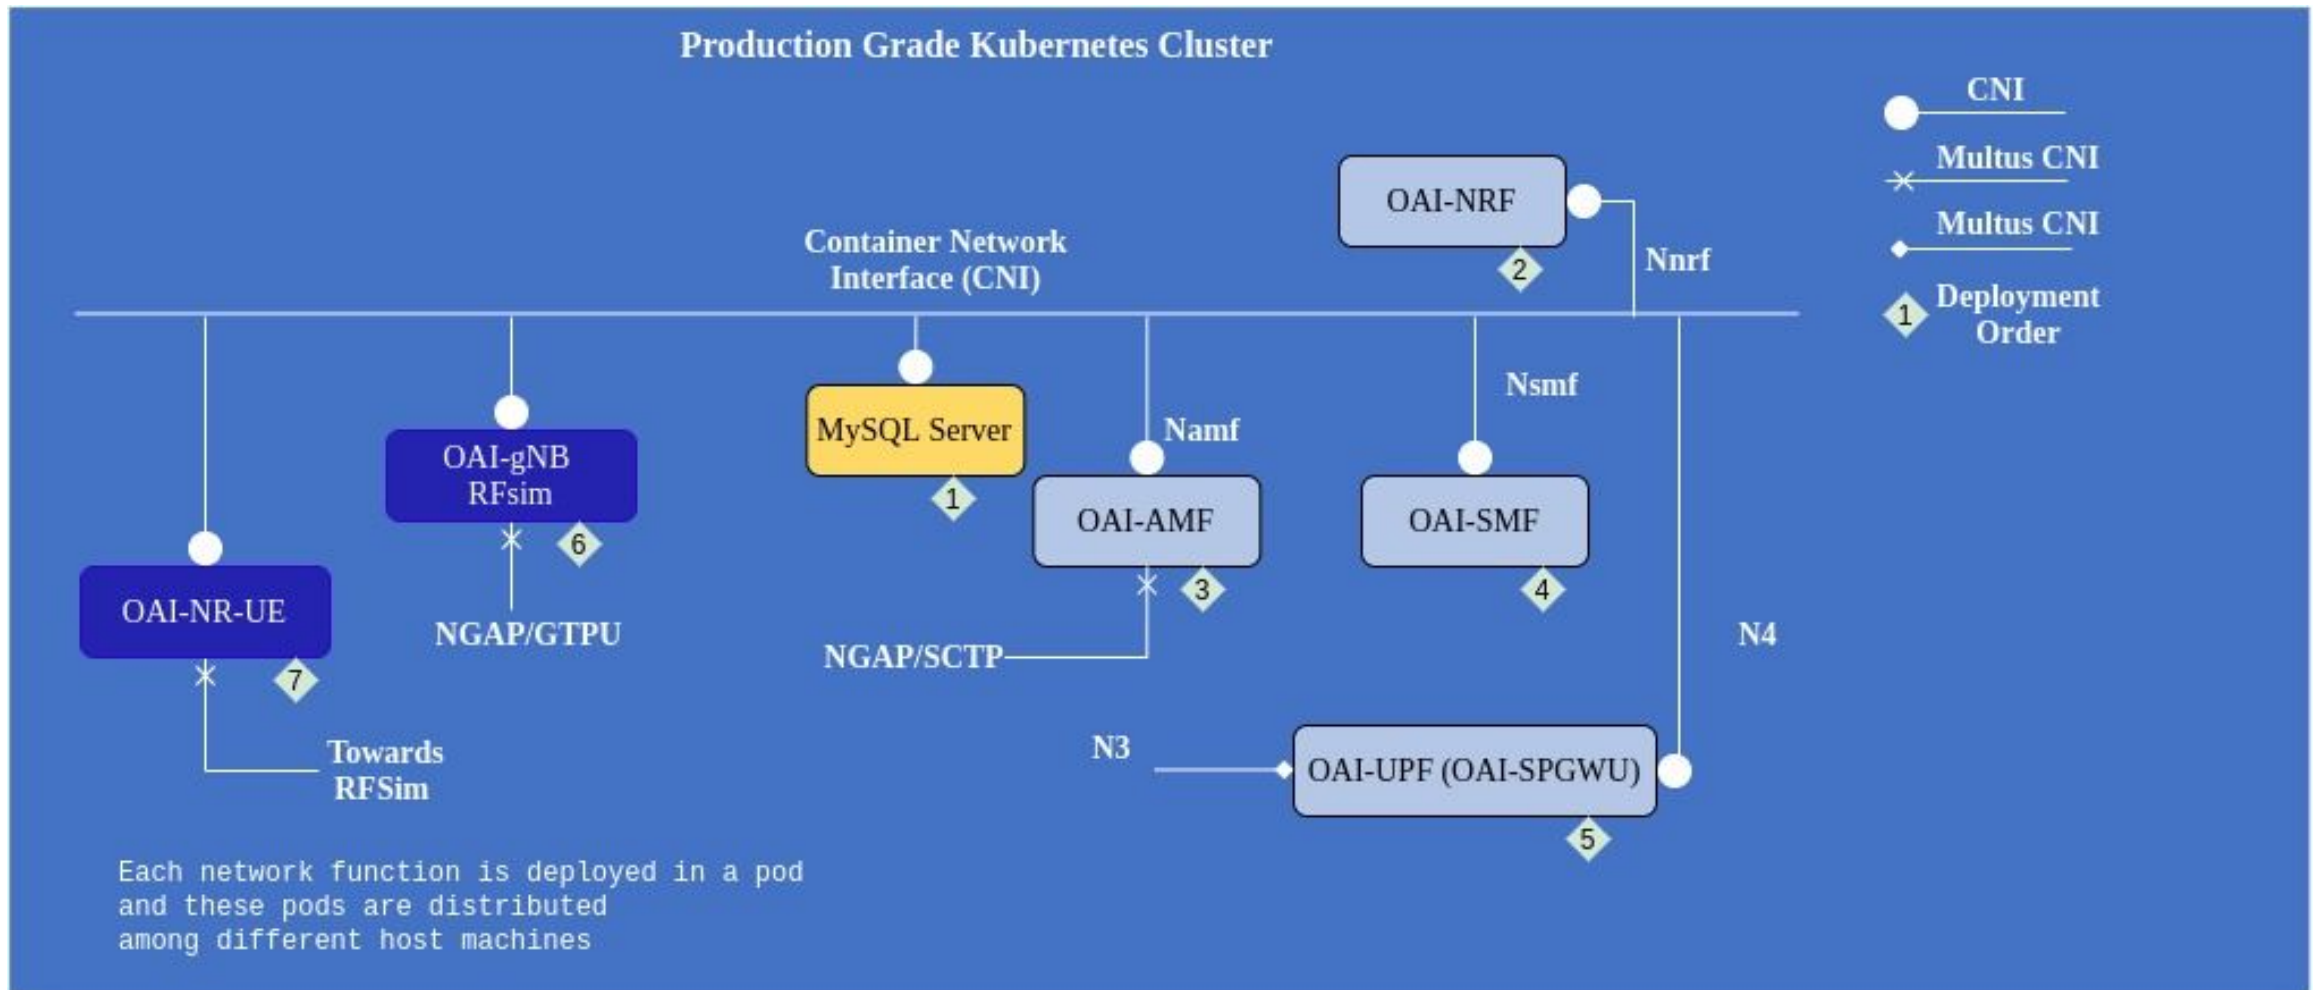 Production Grade Kubernetes Cluster
CNI
Multus CNI
Multus CNI
1
Deployment
Order
OAI-NRF
2
Nnrf
Container Network
Interface (CNI)
Nsmf
MySQL Server
1
Namf
OAI-gNB
RFsim
6
OAI-AMF
3
OAI-SMF
4
OAI-NR-UE
7
NGAP/GTPU
NGAP/SCTP
N4
Towards
RFSim
N3
OAI-UPF (OAI-SPGWU)
5
Each network function is deployed in a pod
and these pods are distributed
among different host machines